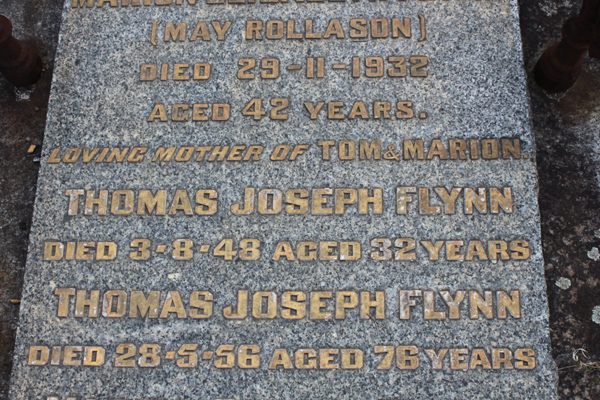 MARION
(MAY ROLLASON)
DIED 29-11-1932
AGED 42 YEARS.
LOVING MOTHER OF TOM & MARION.
THOMAS JOSEPH FLYNN
DIED 3-8-48 AGED 32 YEARS
THOMAS JOSEPH FLYNN
DIED 28-5-56 AGED 76 YEARS